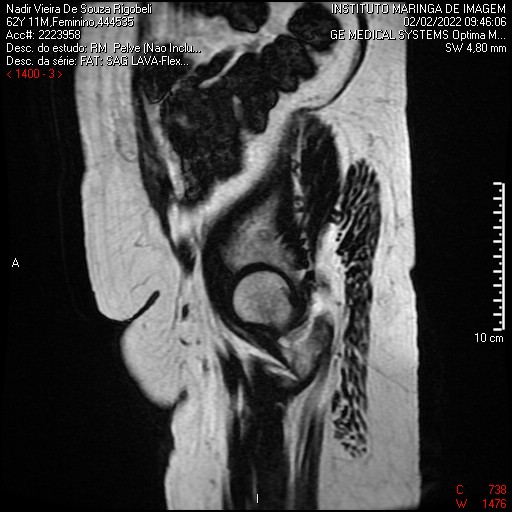 Nadir Vieira De Souza Rigobeli
62Y 11M,Feminino,444535
Acc#: 2223958
Desc. do estudo: RM  Pelve (Nao Inclu...
Desc. da série: FAT: SAG LAVA-Flex...
< 1400 - 3 >
INSTITUTO MARINGA DE IMAGEM
02/02/2022 09:46:06
GE MEDICAL SYSTEMS Optima M...
SW 4,80 mm
A
10 cm
I
C 738
W 1476